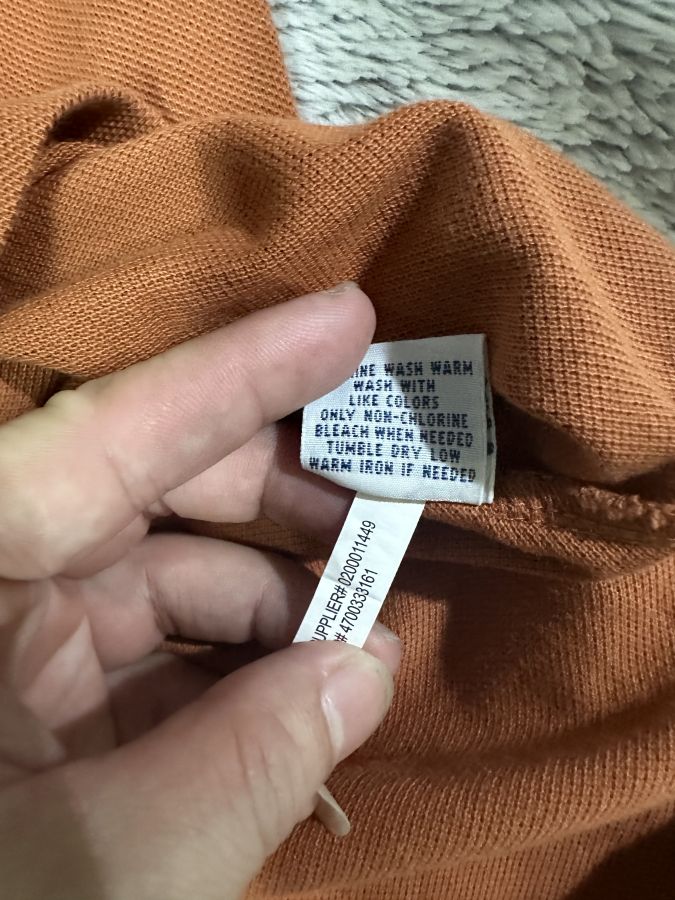 WASH WARM
WASH WITH
LIKE COLORS
ONLY NON-CHLORINE
BLEACH WHEN NEEDED
TUMBLE DRY LOW
WARM IRON IF NEEDED
UPPLIER#0200011449
# 4700333161